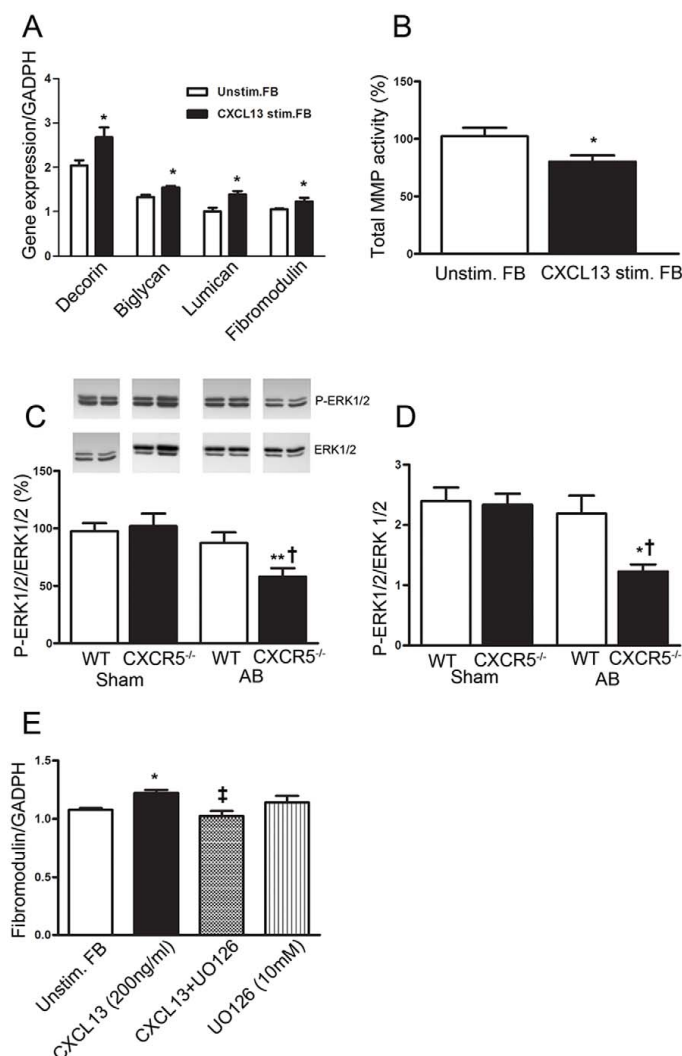 A
Gene expression/GADPH
4
3
2
1
0
Unstim.FB
CXCL13 stim.FB
*
*
*
*
Decorin
Biglycan
Lumican
Fibromodulin
B
Total MMP activity (%)
150
100
50
0
*
Unstim. FB
CXCL13 stim. FB
C
P-ERK1/2
ERK1/2
P-ERK1/2/ERK1/2 (%)
150
100
50
0
**†
WT CXCR5-/- WT CXCR5-/-
Sham AB
D
P-ERK1/2/ERK 1/2
3
2
1
0
*†
WT CXCR5-/- WT CXCR5-/-
Sham AB
E
Fibromodulin/GADPH
1.5
1.0
0.5
0.0
*
‡
Unstim. FB
CXCL13 (200ng/ml)
CXCL13+UO126
UO126 (10mM)